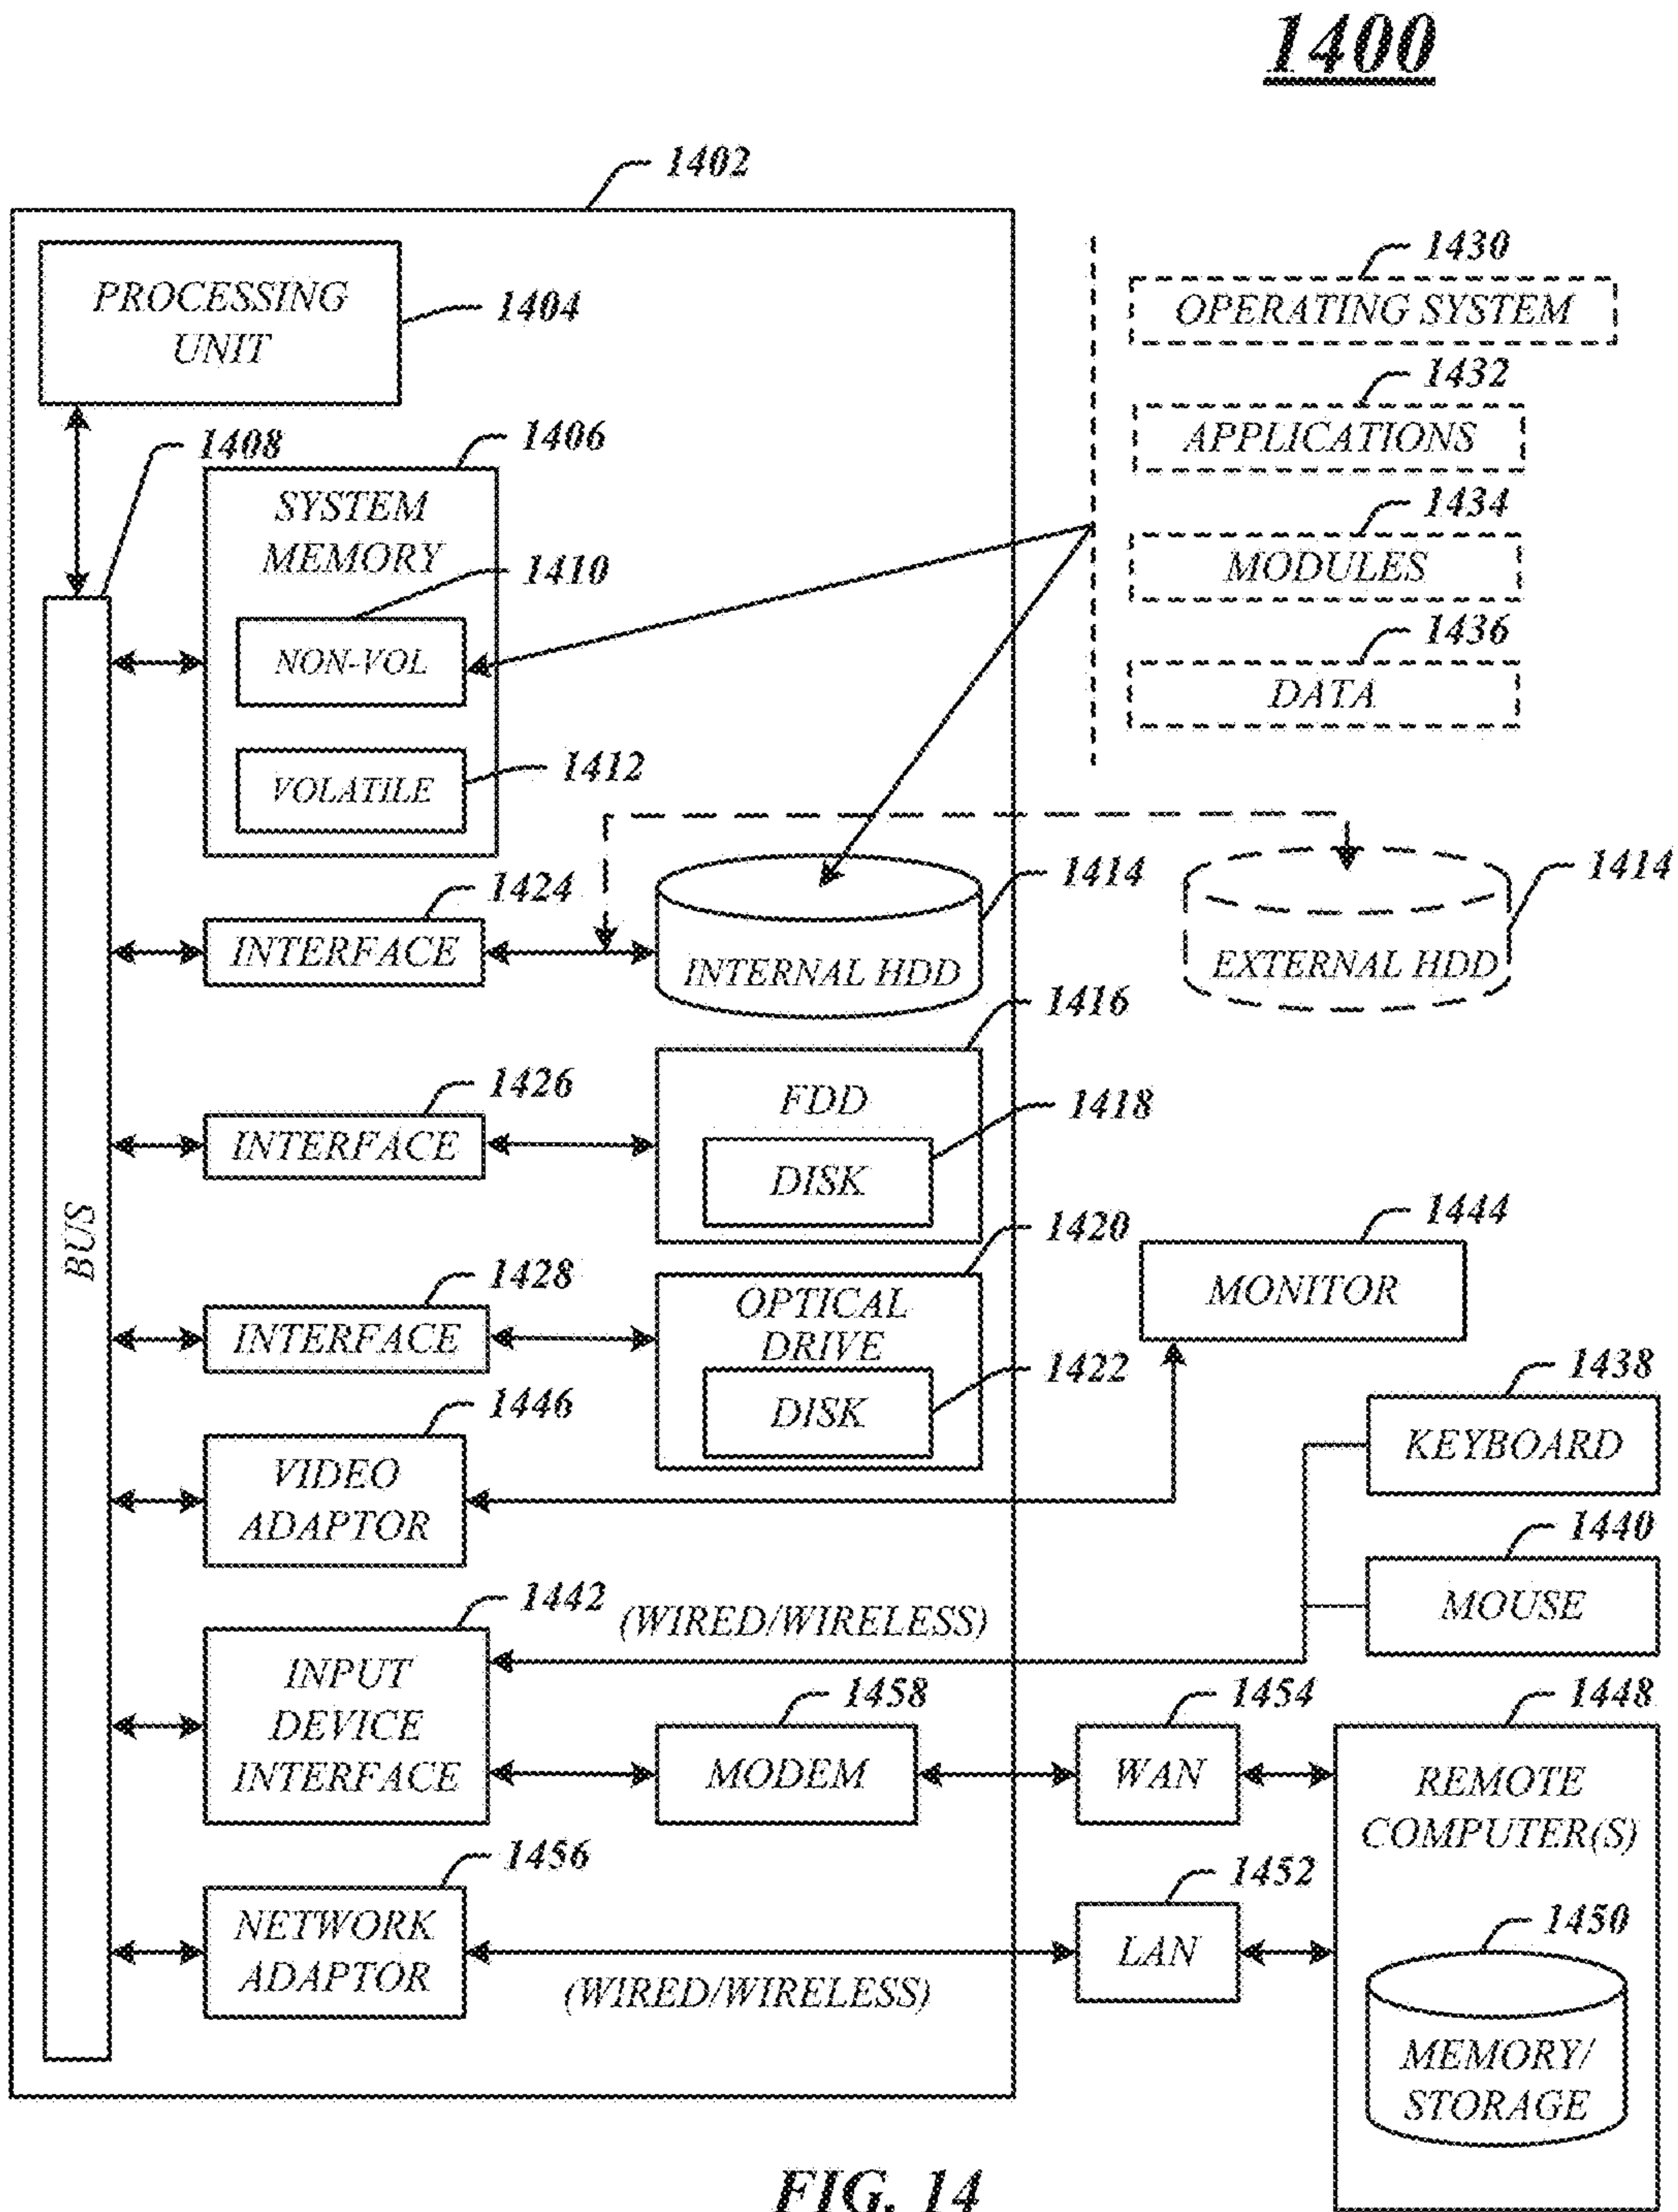 1400
1402
PROCESSING
UNIT
1404
1430
OPERATING SYSTEM
1432
APPLICATIONS
1434
MODULES
1436
DATA
1408
1406
SYSTEM
MEMORY
1410
NON-VOL
1412
VOLATILE
1424
INTERFACE
1414
INTERNAL HDD
1414
EXTERNAL HDD
1416
FDD
1426
INTERFACE
1418
DISK
BUS
1420
OPTICAL
DRIVE
1428
INTERFACE
1422
DISK
1444
MONITOR
1446
VIDEO
ADAPTOR
1438
KEYBOARD
1440
MOUSE
1442
(WIRED/WIRELESS)
INPUT
DEVICE
INTERFACE
1458
MODEM
1454
WAN
1448
REMOTE
COMPUTER(S)
1456
NETWORK
ADAPTOR
(WIRED/WIRELESS)
1452
LAN
1450
MEMORY/
STORAGE
FIG. 14